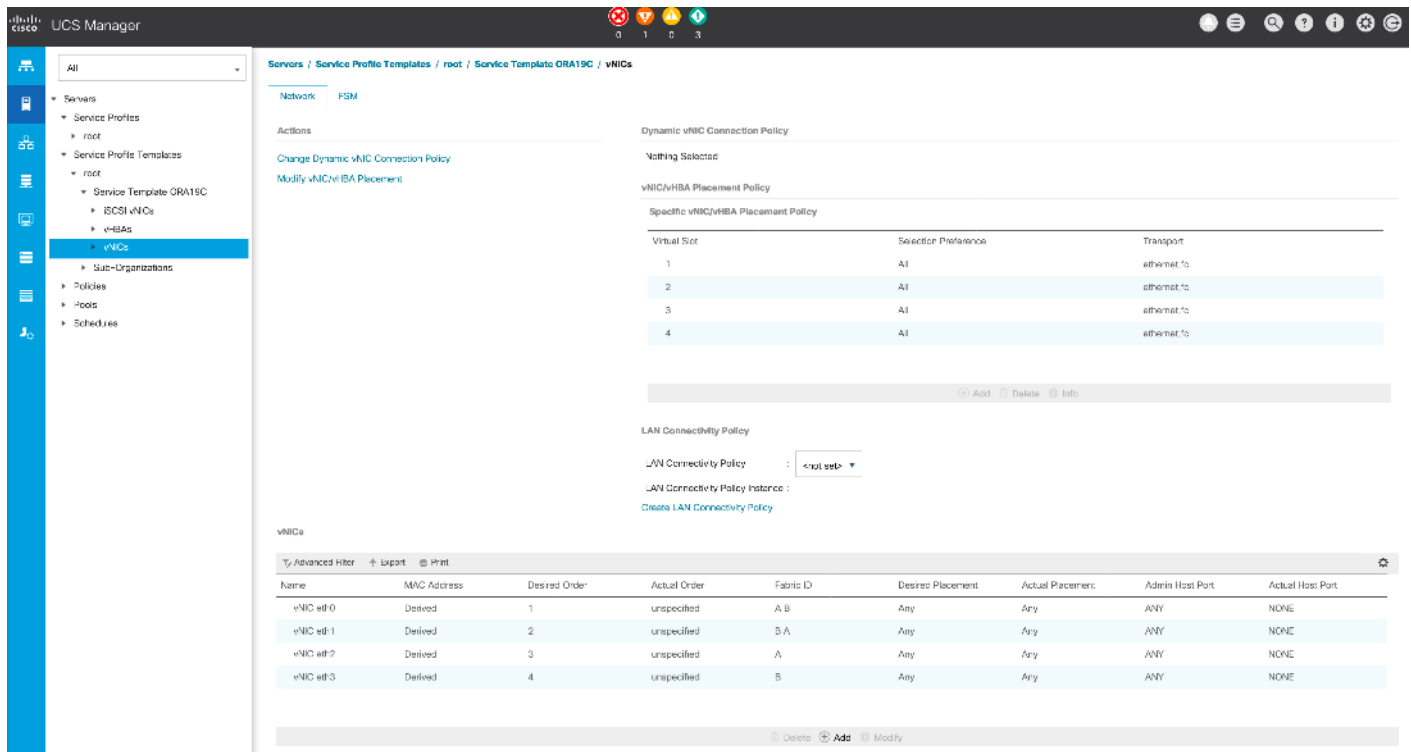 cisco. UCS Manager
0 1 0 3
All
Servers
Service Profiles
root
Service Profile Templates
root
Service Template ORA19C
iSCSI vNICs
vHBAs
vNICs
Sub-Organizations
Policies
Pools
Schedules
Servers / Service Profile Templates / root / Service Template ORA19C / vNICs
Network FSM
Actions
Change Dynamic vNIC Connection Policy
Modify vNIC/vHBA Placement
Dynamic vNIC Connection Policy
Nothing Selected
vNIC/vHBA Placement Policy
Specific vNIC/vHBA Placement Policy
Virtual Slot Selection Preference Transport
1 All ethernet,fc
2 All ethernet,fc
3 All ethernet,fc
4 All ethernet,fc
Add Delete Info
LAN Connectivity Policy
LAN Connectivity Policy : <not set>
LAN Connectivity Policy Instance :
Create LAN Connectivity Policy
vNICs
Advanced Filter Export Print
Name MAC Address Desired Order Actual Order Fabric ID Desired Placement Actual Placement Admin Host Port Actual Host Port
vNIC eth0 Derived 1 unspecified A B Any Any ANY NONE
vNIC eth1 Derived 2 unspecified B A Any Any ANY NONE
vNIC eth2 Derived 3 unspecified A Any Any ANY NONE
vNIC eth3 Derived 4 unspecified B Any Any ANY NONE
Delete Add Modify